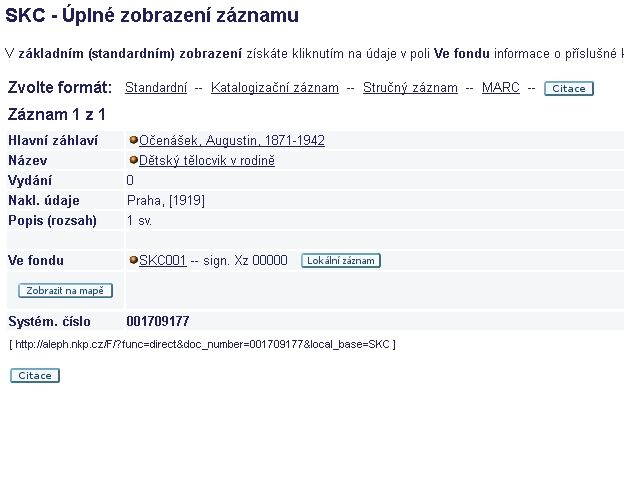 SKC - Úplné zobrazení záznamu
V základním (standardním) zobrazení získáte kliknutím na údaje v poli Ve fondu informace o příslušné
Zvolte formát: Standardní -- Katalogizační záznam -- Stručný záznam -- MARC -- Citace
Záznam 1 z 1
Hlavní záhlaví Očenášek, Augustin, 1871-1942
Název Dětský tělocvik v rodině
Vydání 0
Nakl. údaje Praha, [1919]
Popis (rozsah) 1 sv.
Ve fondu SKC001 -- sign. Xz 00000 Lokální záznam
Zobrazit na mapě
Systém. číslo 001709177
[ http://aleph.nkp.cz/F/?func=direct&doc_number=001709177&local_base=SKC ]
Citace